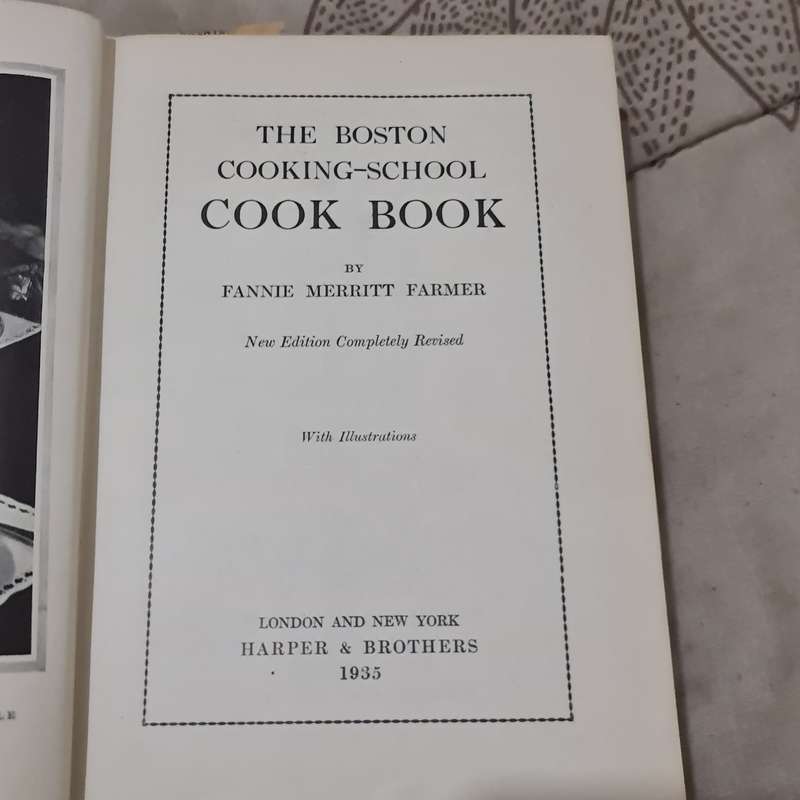 THE BOSTON
COOKING-SCHOOL
COOK BOOK
BY
FANNIE MERRITT FARMER
New Edition Completely Revised
With Illustrations
LONDON AND NEW YORK
HARPER & BROTHERS
1935